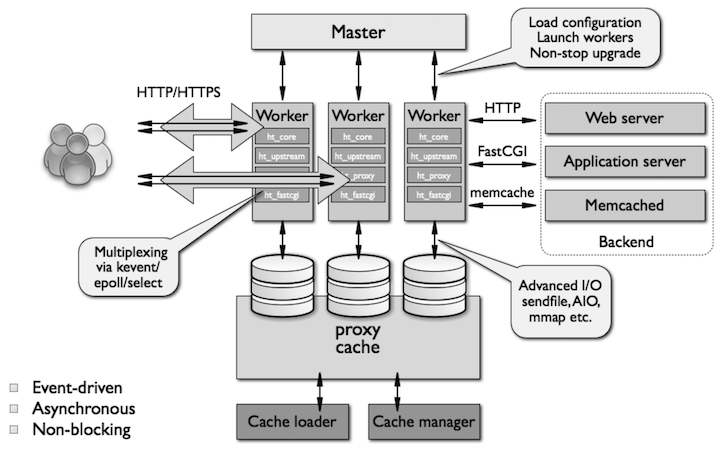 Master
Load configuration
Launch workers
Non-stop upgrade
HTTP/HTTPS
Worker
ht_core
ht_upstream
ht_fastcgi
Worker
ht_core
ht_upstream
t_proxy
ht_fastcgi
Worker
ht_core
ht_upstream
ht_proxy
ht_fastcgi
HTTP
FastCGI
memcache
Web server
Application server
Memcached
Backend
Multiplexing
via kevent/
epoll/select
Advanced I/O
sendfile, AIO,
mmap etc.
proxy
cache
Cache loader
Cache manager
Event-driven
Asynchronous
Non-blocking